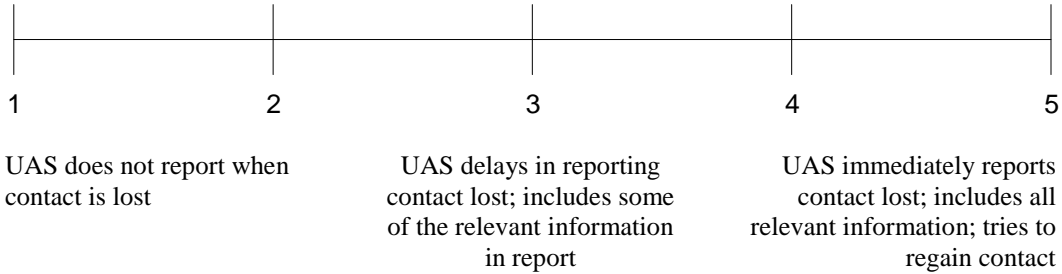 1 2 3 4 5
UAS does not report when
contact is lost
UAS delays in reporting
contact lost; includes some
of the relevant information
in report
UAS immediately reports
contact lost; includes all
relevant information; tries to
regain contact